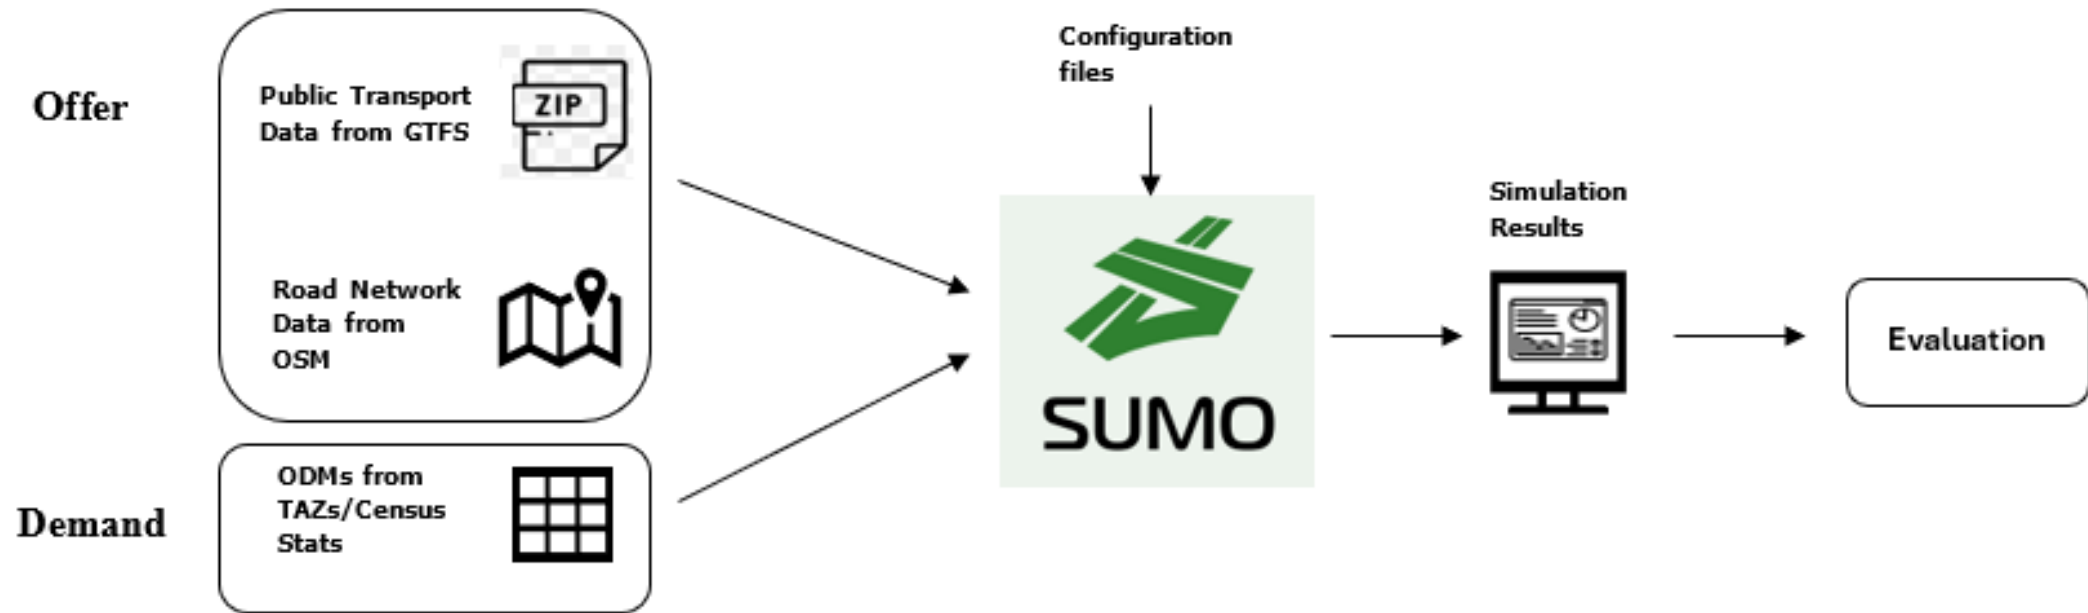 Offer
Public Transport
Data from GTFS
ZIP
Road Network
Data from
OSM
Demand
ODMs from
TAZs/Census
Stats
Configuration
files
SUMO
Simulation
Results
Evaluation